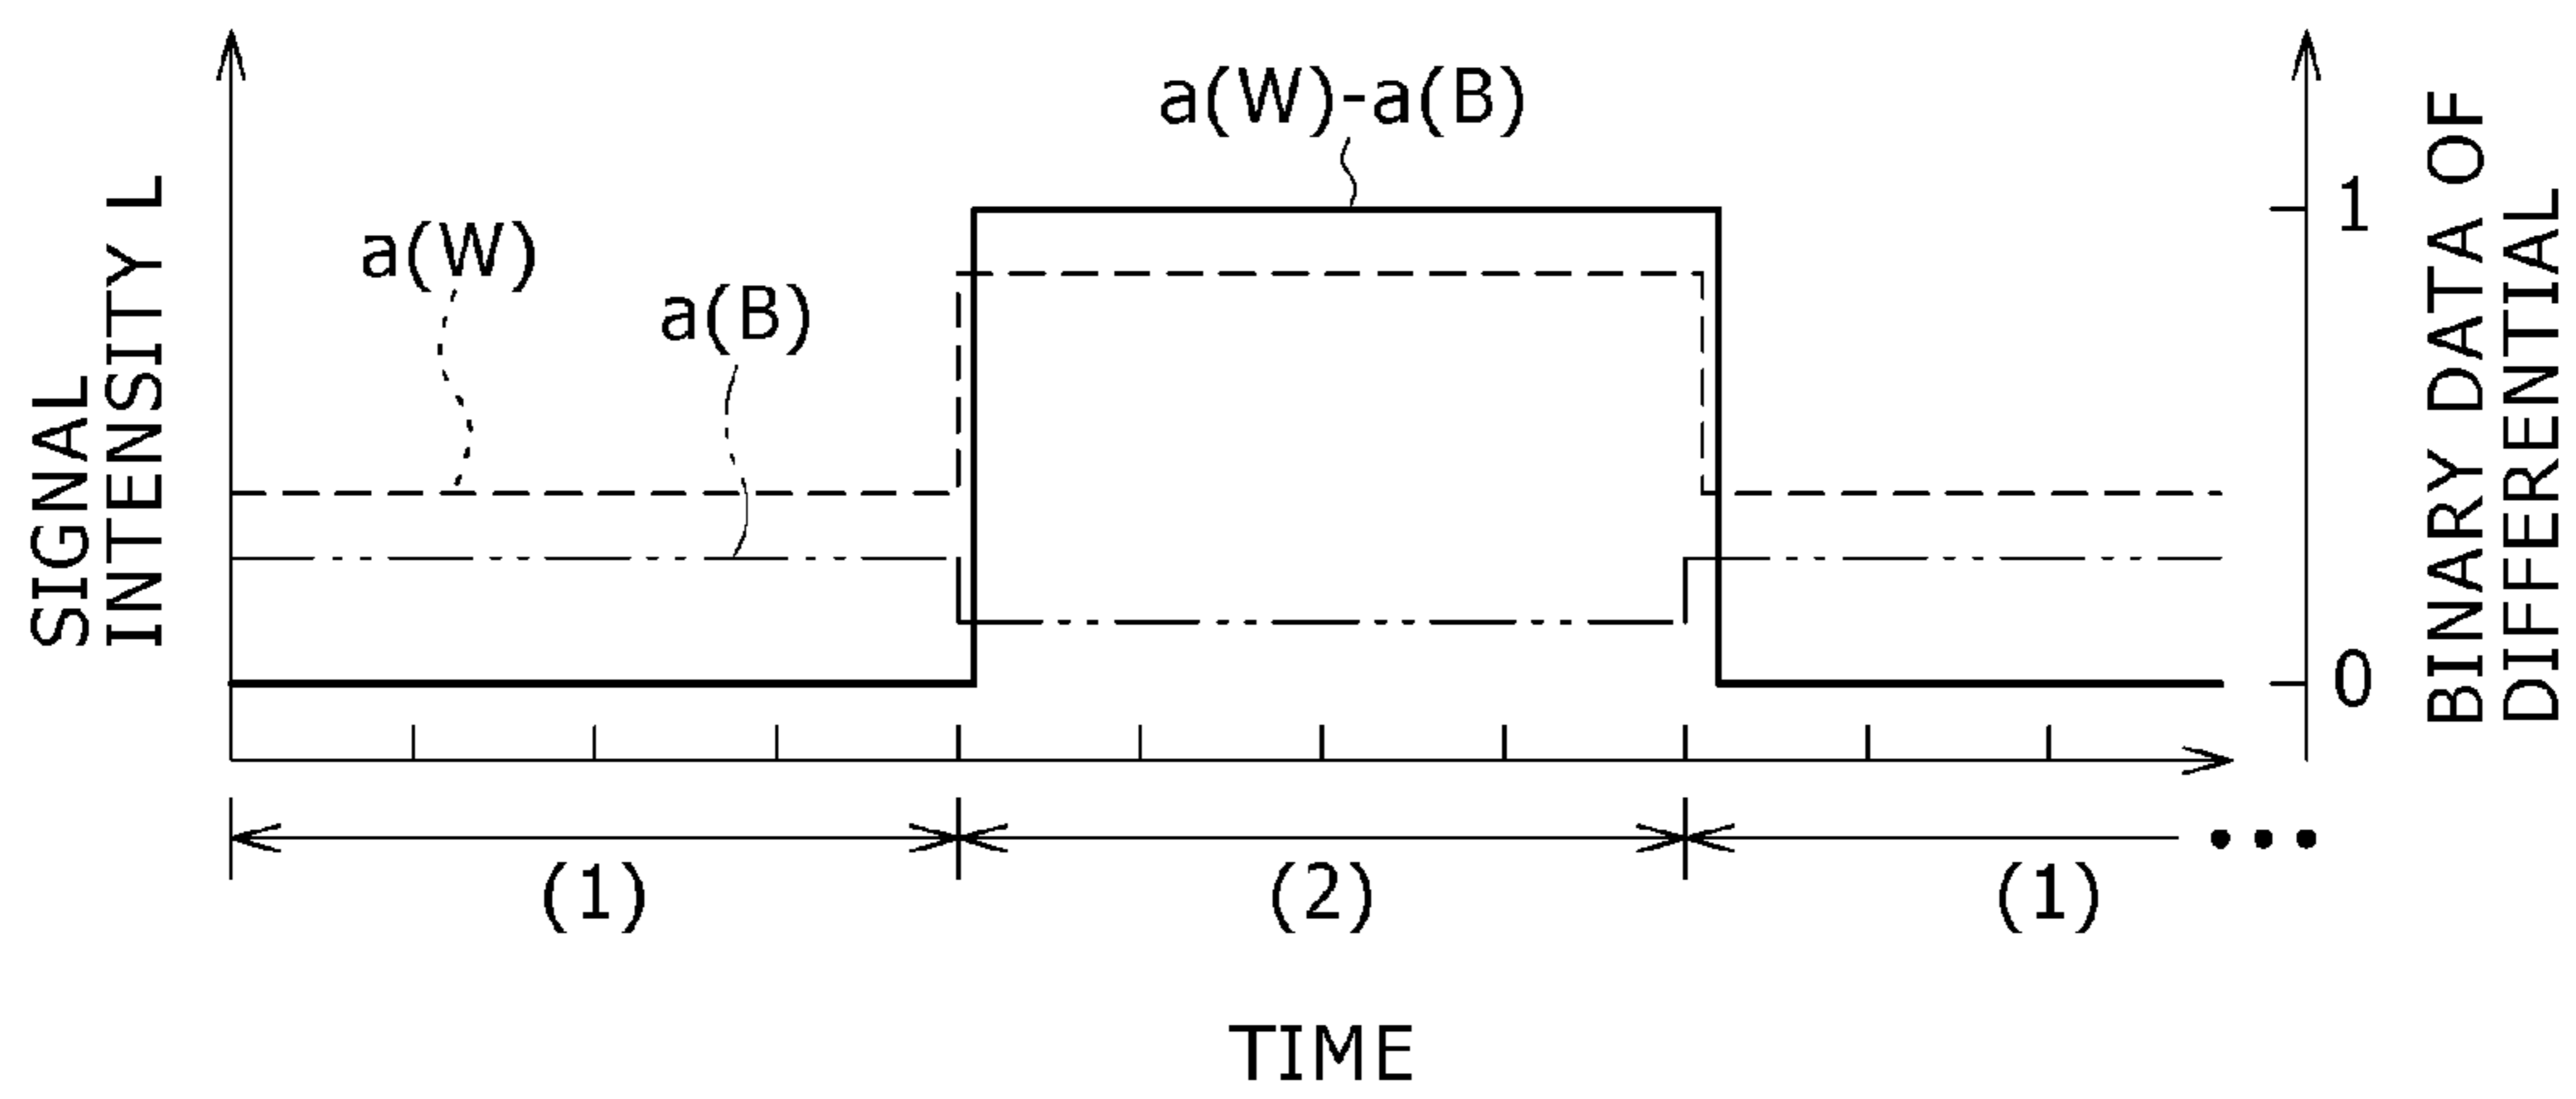 SIGNAL
INTENSITY L
a(W)
a(B)
a(W)-a(B)
1
0
BINARY DATA OF
DIFFERENTIAL
(1)
(2)
(1)
•••
TIME